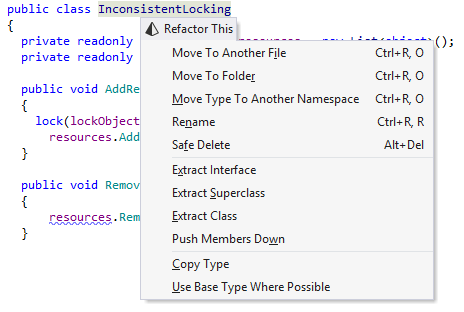 public class InconsistentLocking
{
private readonly resources = new List<object>();
private readonly
public void AddRe
{
lock(lockObject
resources.Add
}
public void Remov
{
resources.Rem
}
Refactor This
Move To Another File Ctrl+R, O
Move To Folder Ctrl+R, O
Move Type To Another Namespace Ctrl+R, O
Rename Ctrl+R, R
Safe Delete Alt+Del
Extract Interface
Extract Superclass
Extract Class
Push Members Down
Copy Type
Use Base Type Where Possible